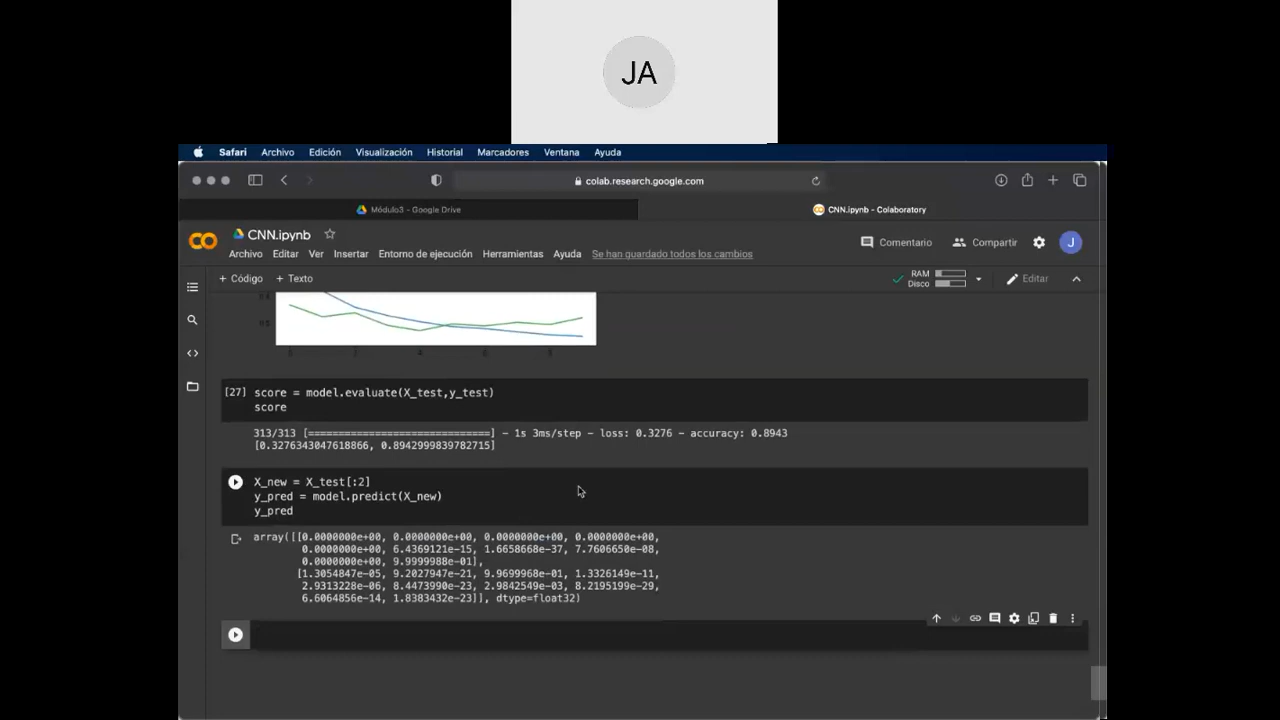 JA
Safari Archivo Edición Visualización Historial Marcadores Ventana Ayuda
colab.research.google.com
Módulo3 - Google Drive
CNN.ipynb - Colaboratory
CNN.ipynb
Comentario Compartir J
Archivo Editar Ver Insertar Entorno de ejecución Herramientas Ayuda Se han guardado todos los cambios
+ Código + Texto
RAM
Disco
Editar
[27] score = model.evaluate(X_test,y_test)
score
313/313 [==============================] - 1s 3ms/step - loss: 0.3276 - accuracy: 0.8943
[0.3276343047618866, 0.8942999839782715]
X_new = X_test[:2]
y_pred = model.predict(X_new)
y_pred
array([[0.0000000e+00, 0.0000000e+00, 0.0000000e+00, 0.0000000e+00,
0.0000000e+00, 6.4369121e-15, 1.6658668e-37, 7.7606650e-08,
0.0000000e+00, 9.9999988e-01],
[1.3054847e-05, 9.2027947e-21, 9.9699968e-01, 1.3326149e-11,
2.9313228e-06, 8.4473990e-23, 2.9842549e-03, 8.2195199e-29,
6.6064856e-14, 1.8383432e-23]], dtype=float32)